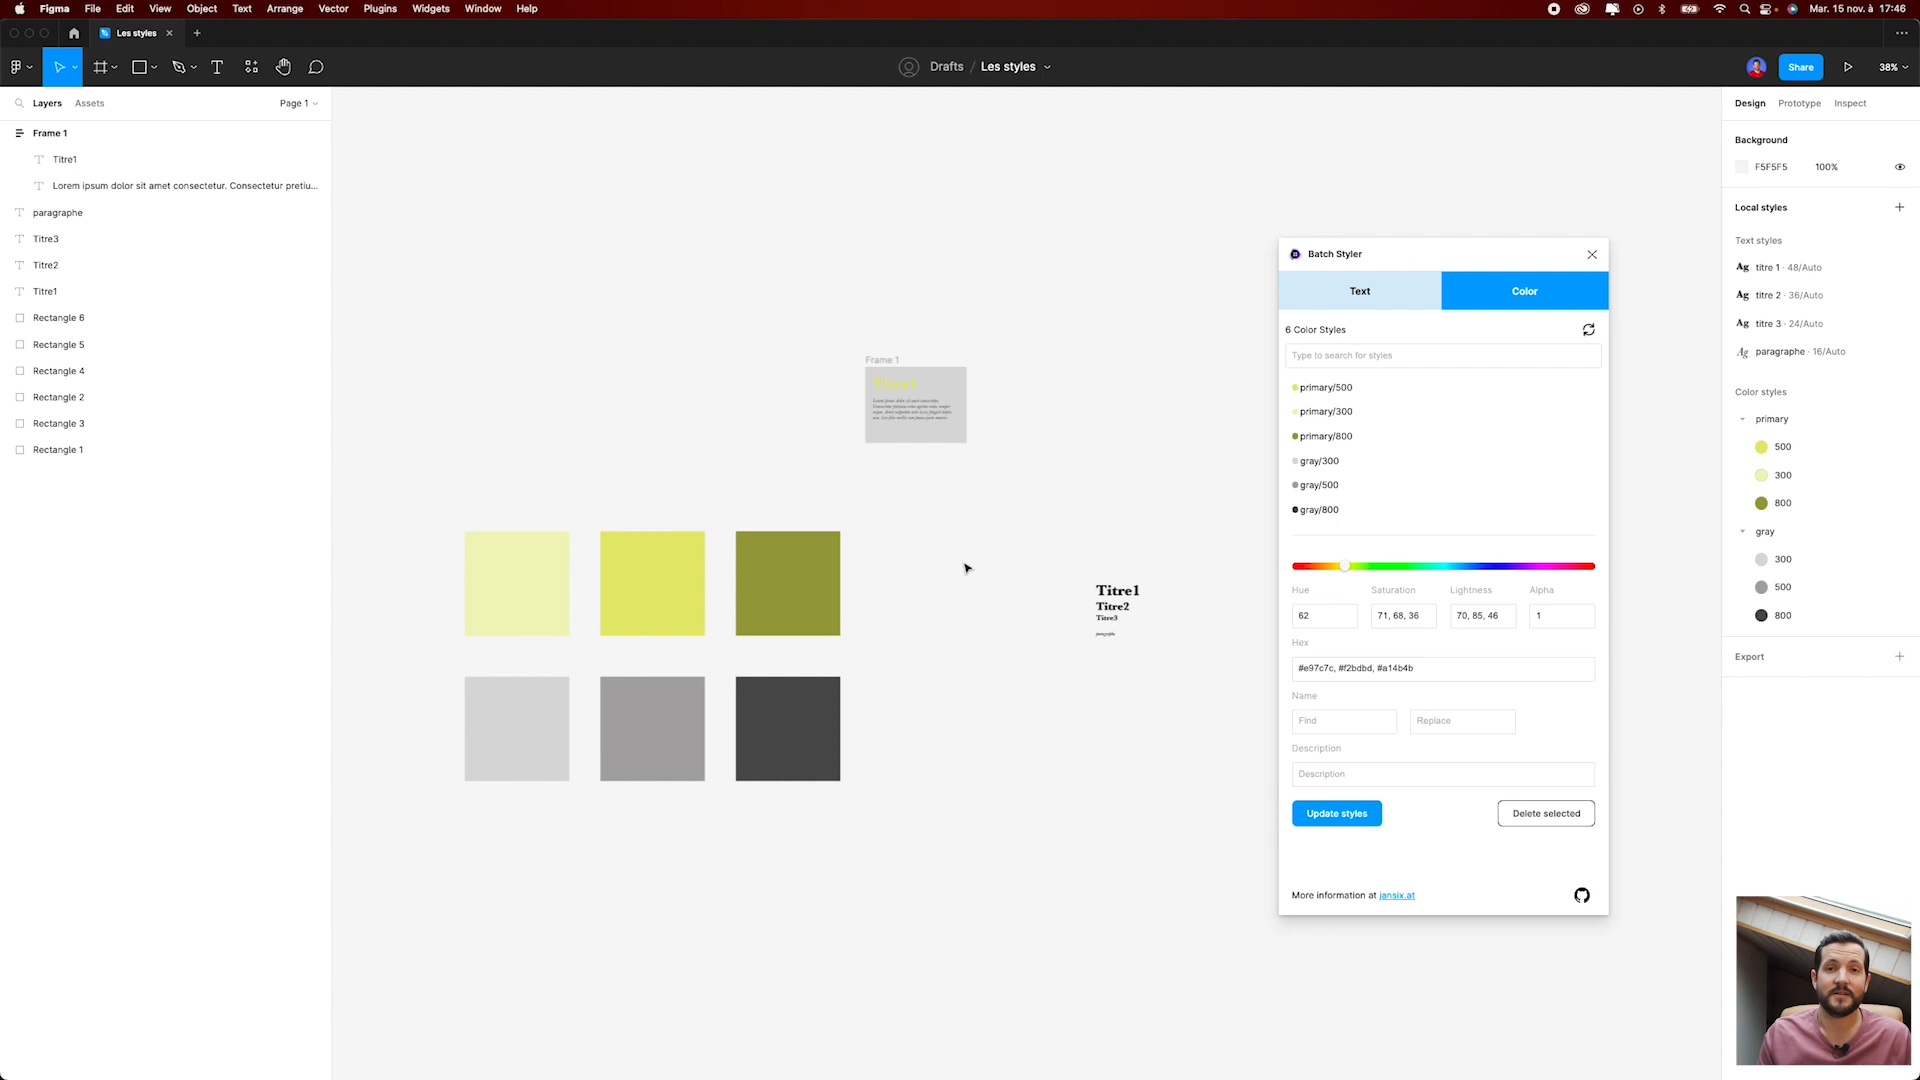 Figma File Edit View Object Text Arrange Vector Plugins Widgets Window Help
Mar. 15 nov. à 17:46
Les styles
Drafts / Les styles
Share
38%
Layers Assets
Page 1
Frame 1
Titre1
Lorem ipsum dolor sit amet consectetur. Consectetur pretiu...
paragraphe
Titre3
Titre2
Titre1
Rectangle 6
Rectangle 5
Rectangle 4
Rectangle 2
Rectangle 3
Rectangle 1
Frame 1
Titre1
Titre1
Titre2
Titre3
paragraphe
Batch Styler
Text Color
6 Color Styles
Type to search for styles
primary/500
primary/300
primary/800
gray/300
gray/500
gray/800
Hue Saturation Lightness Alpha
62 71, 68, 36 70, 85, 46 1
Hex
#e97c7c, #f2bdbd, #a14b4b
Name
Find Replace
Description
Description
Update styles Delete selected
More information at jansix.at
Design Prototype Inspect
Background
F5F5F5 100%
Local styles
Text styles
Ag titre 1 · 48/Auto
Ag titre 2 · 36/Auto
Ag titre 3 · 24/Auto
Ag paragraphe · 16/Auto
Color styles
primary
500
300
800
gray
300
500
800
Export